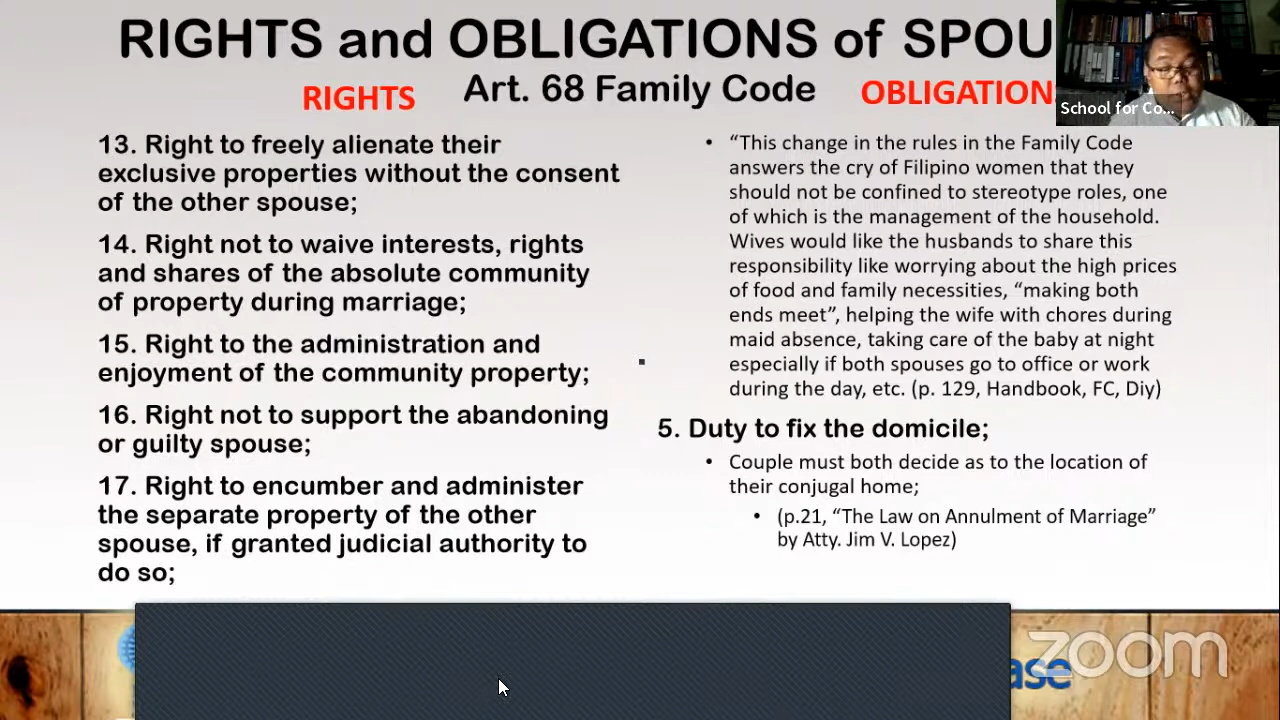 RIGHTS and OBLIGATIONS of SPOU
Art. 68 Family Code
RIGHTS
OBLIGATION
School for Co...
13. Right to freely alienate their
exclusive properties without the consent
of the other spouse;
14. Right not to waive interests, rights
and shares of the absolute community
of property during marriage;
15. Right to the administration and
enjoyment of the community property;
16. Right not to support the abandoning
or guilty spouse;
17. Right to encumber and administer
the separate property of the other
spouse, if granted judicial authority to
do so;
• “This change in the rules in the Family Code
answers the cry of Filipino women that they
should not be confined to stereotype roles, one
of which is the management of the household.
Wives would like the husbands to share this
responsibility like worrying about the high prices
of food and family necessities, “making both
ends meet”, helping the wife with chores during
maid absence, taking care of the baby at night
especially if both spouses go to office or work
during the day, etc. (p. 129, Handbook, FC, Diy)
5. Duty to fix the domicile;
• Couple must both decide as to the location of
their conjugal home;
• (p.21, “The Law on Annulment of Marriage”
by Atty. Jim V. Lopez)
zoom
ase